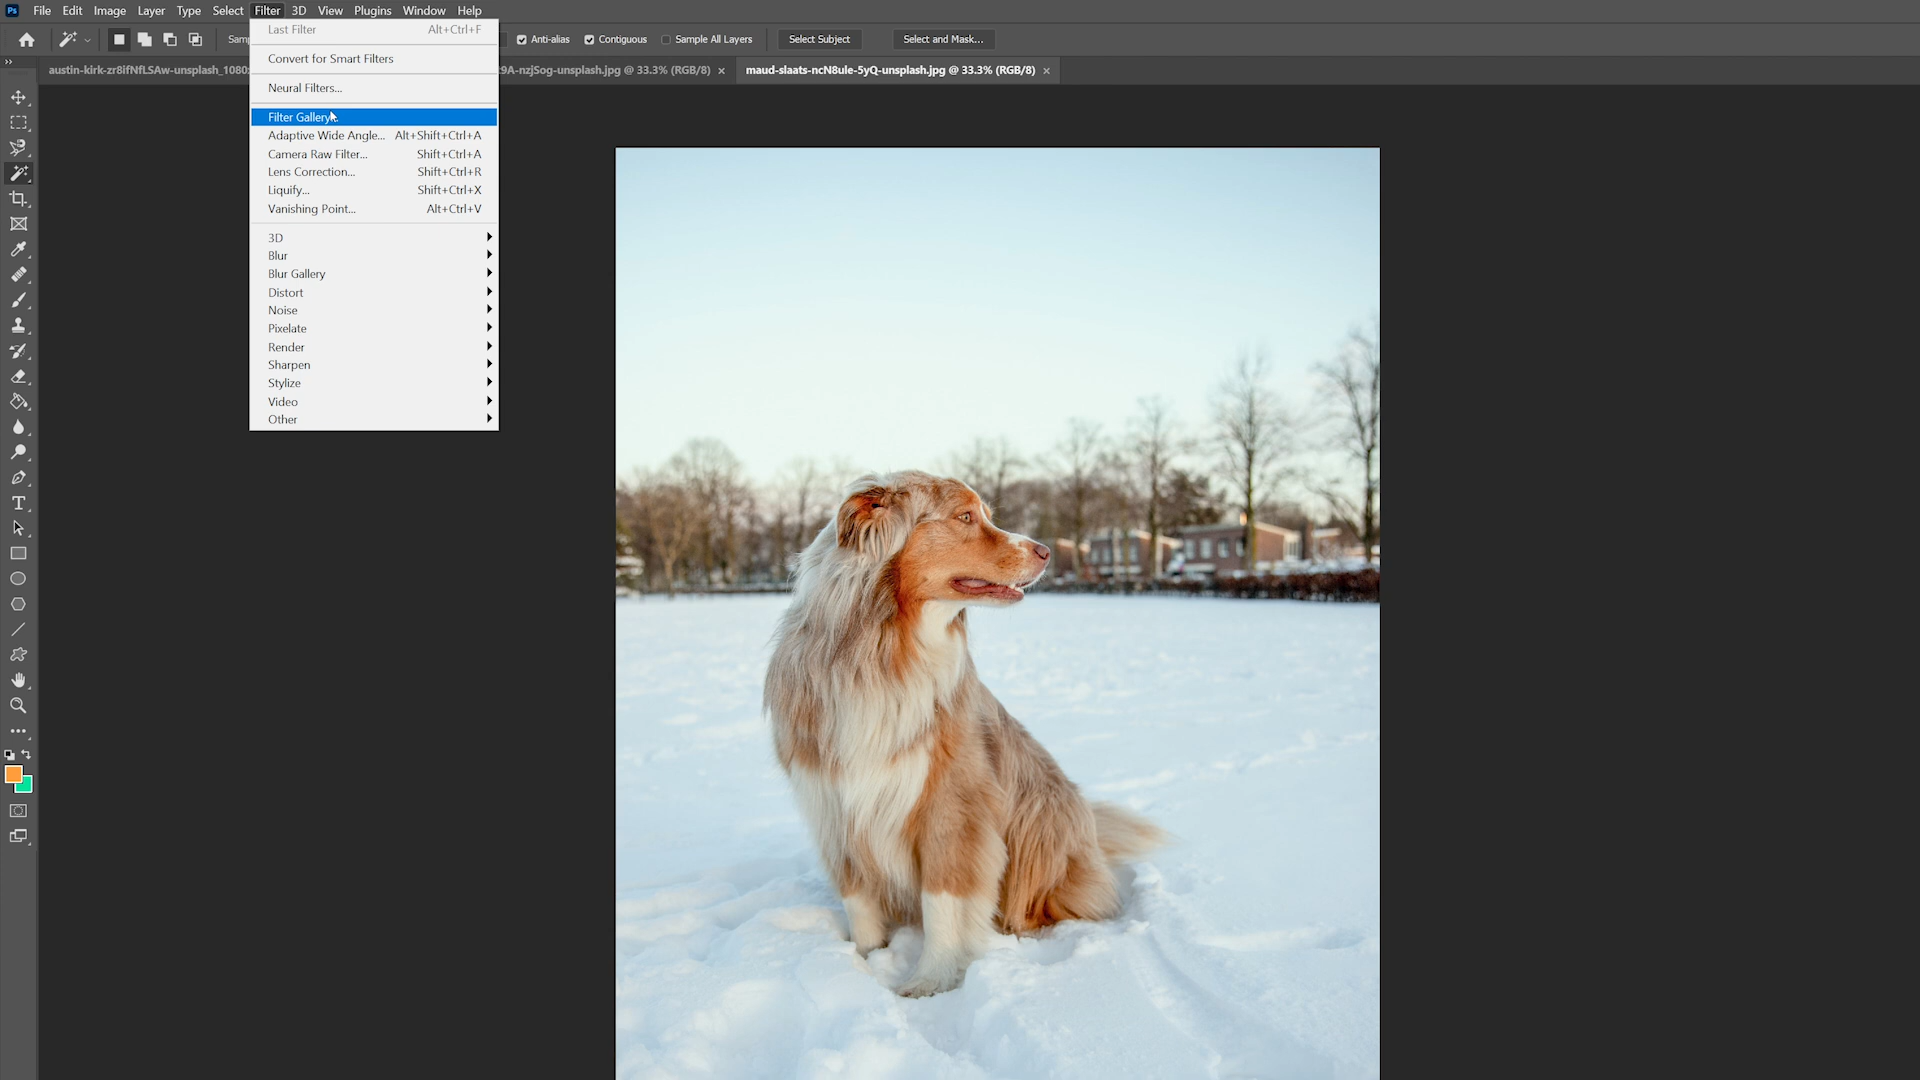 Ps File Edit Image Layer Type Select Filter 3D View Plugins Window Help
Anti-alias Contiguous Sample All Layers Select Subject Select and Mask...
austin-kirk-zr8ifNfLSAw-unsplash_1080
9A-nzjSog-unsplash.jpg @ 33.3% (RGB/8) ×
maud-slaats-ncN8ule-5yQ-unsplash.jpg @ 33.3% (RGB/8) ×
Last Filter Alt+Ctrl+F
Convert for Smart Filters
Neural Filters...
Filter Gallery...
Adaptive Wide Angle... Alt+Shift+Ctrl+A
Camera Raw Filter... Shift+Ctrl+A
Lens Correction... Shift+Ctrl+R
Liquify... Shift+Ctrl+X
Vanishing Point... Alt+Ctrl+V
3D
Blur
Blur Gallery
Distort
Noise
Pixelate
Render
Sharpen
Stylize
Video
Other